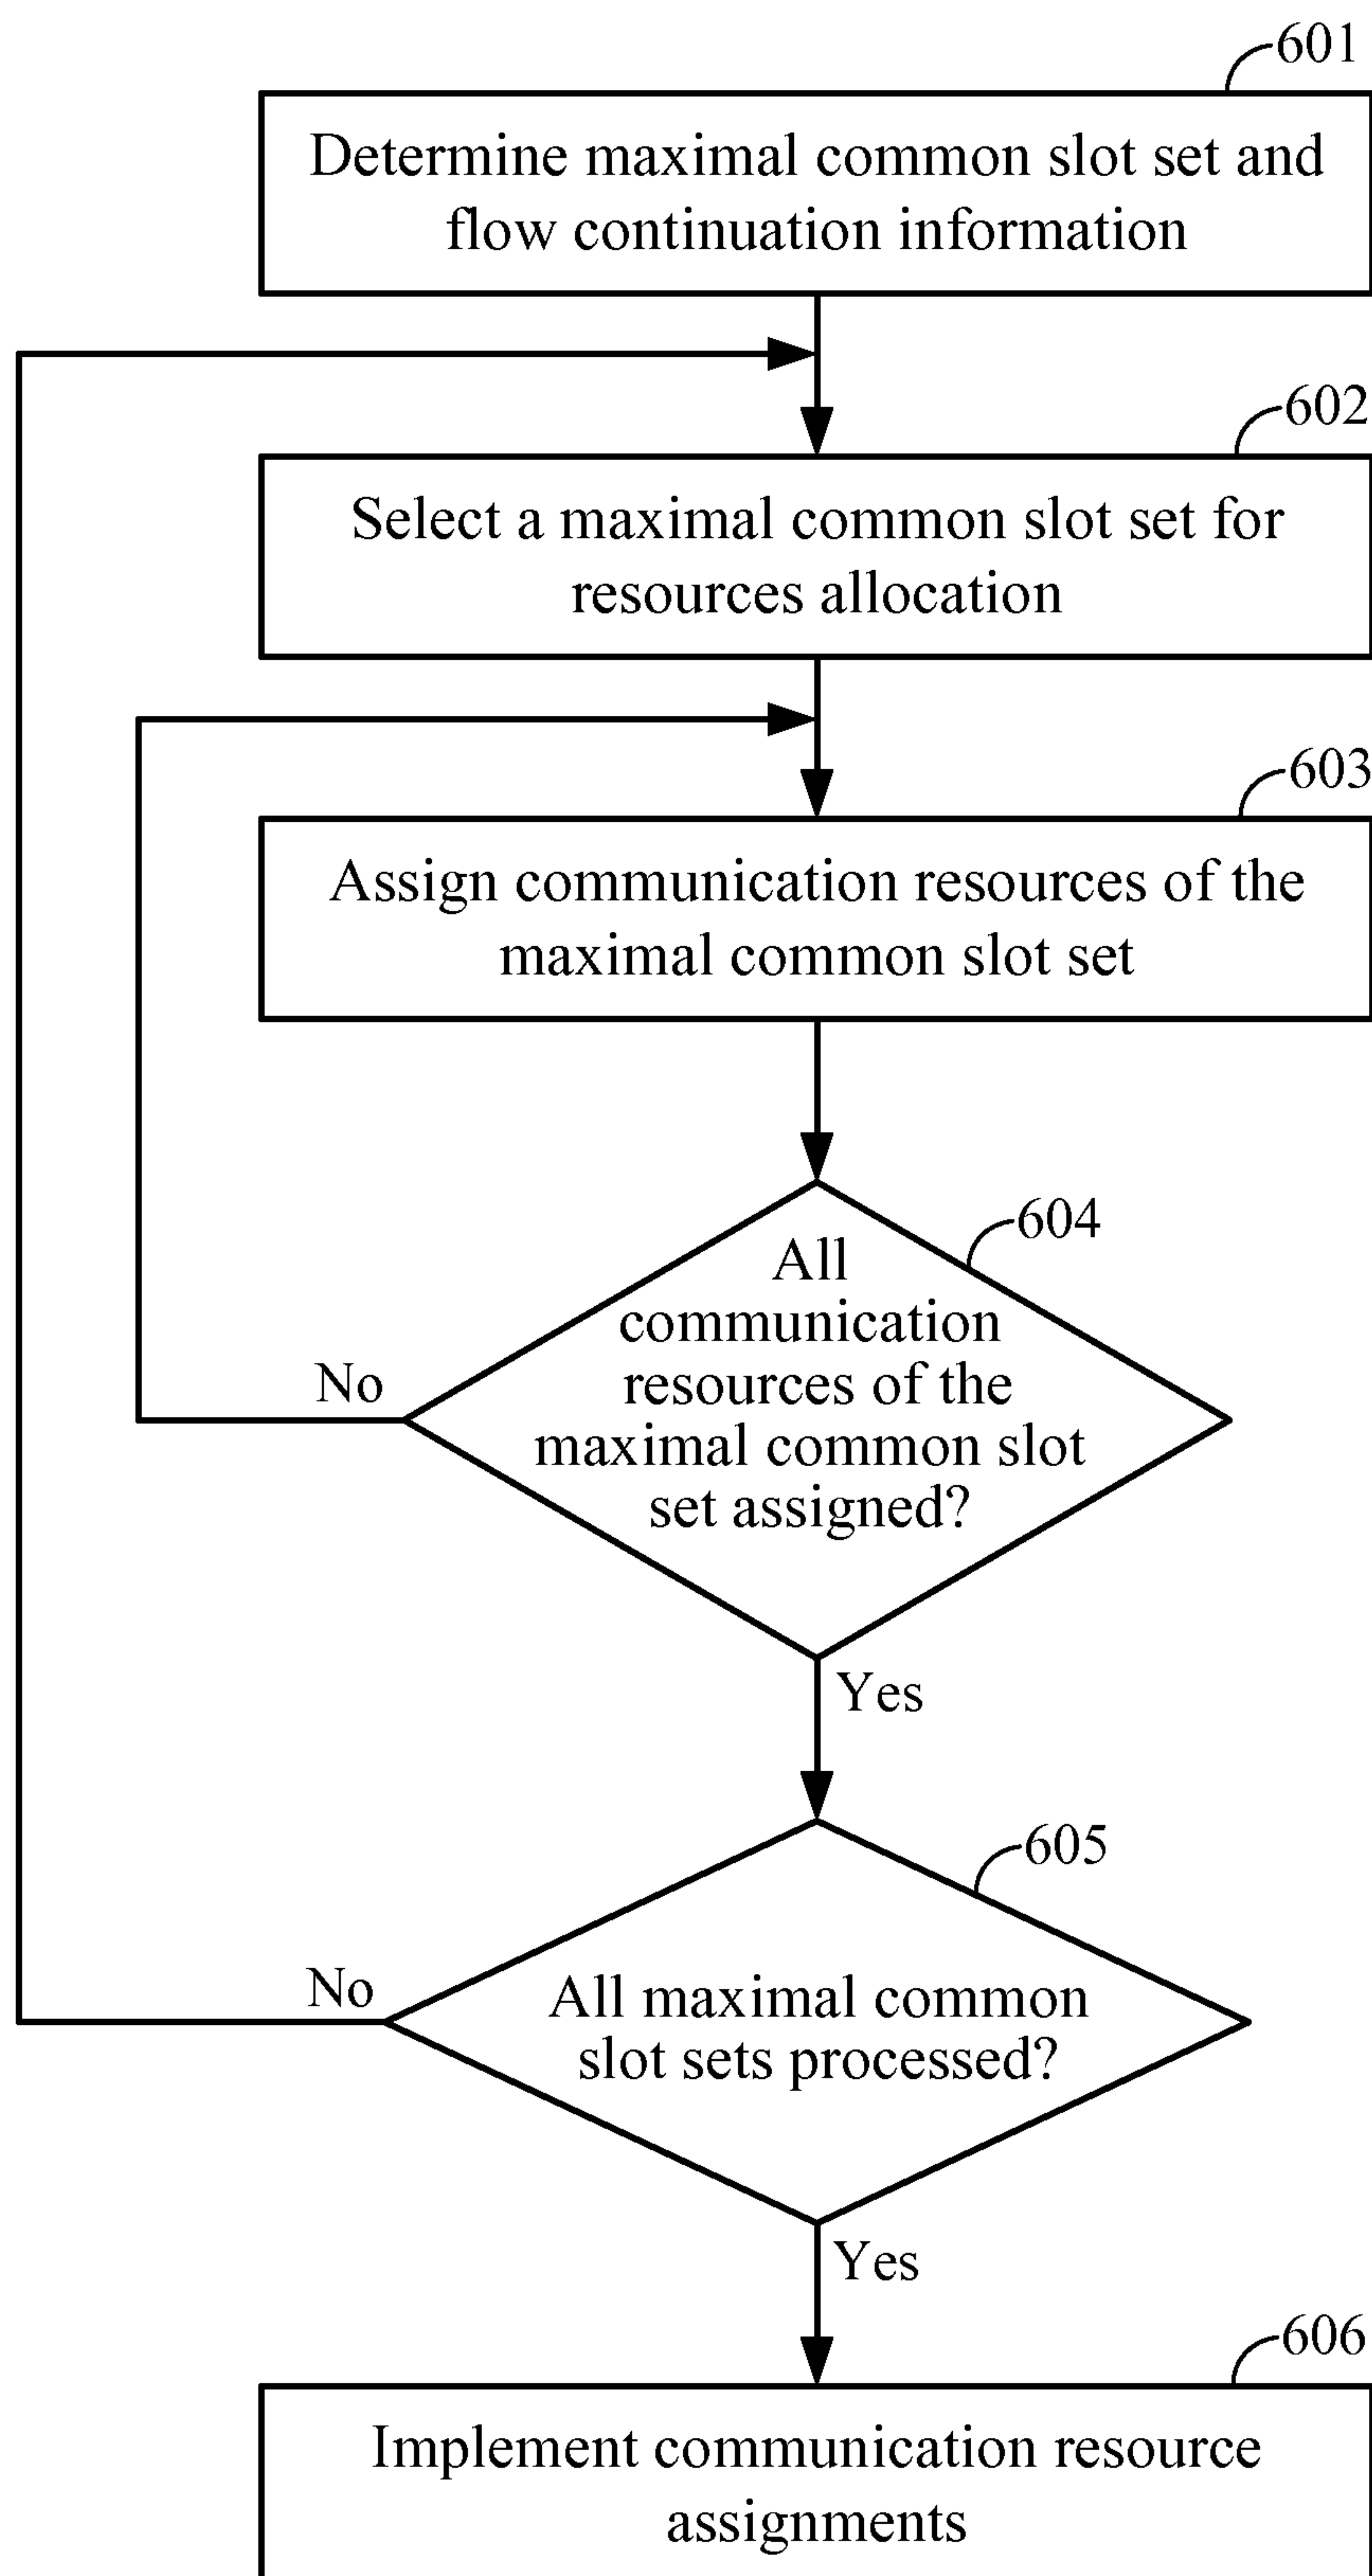 601
Determine maximal common slot set and
flow continuation information
602
Select a maximal common slot set for
resources allocation
603
Assign communication resources of the
maximal common slot set
604
All
communication
resources of the
maximal common slot
set assigned?
No
Yes
605
All maximal common
slot sets processed?
No
Yes
606
Implement communication resource
assignments